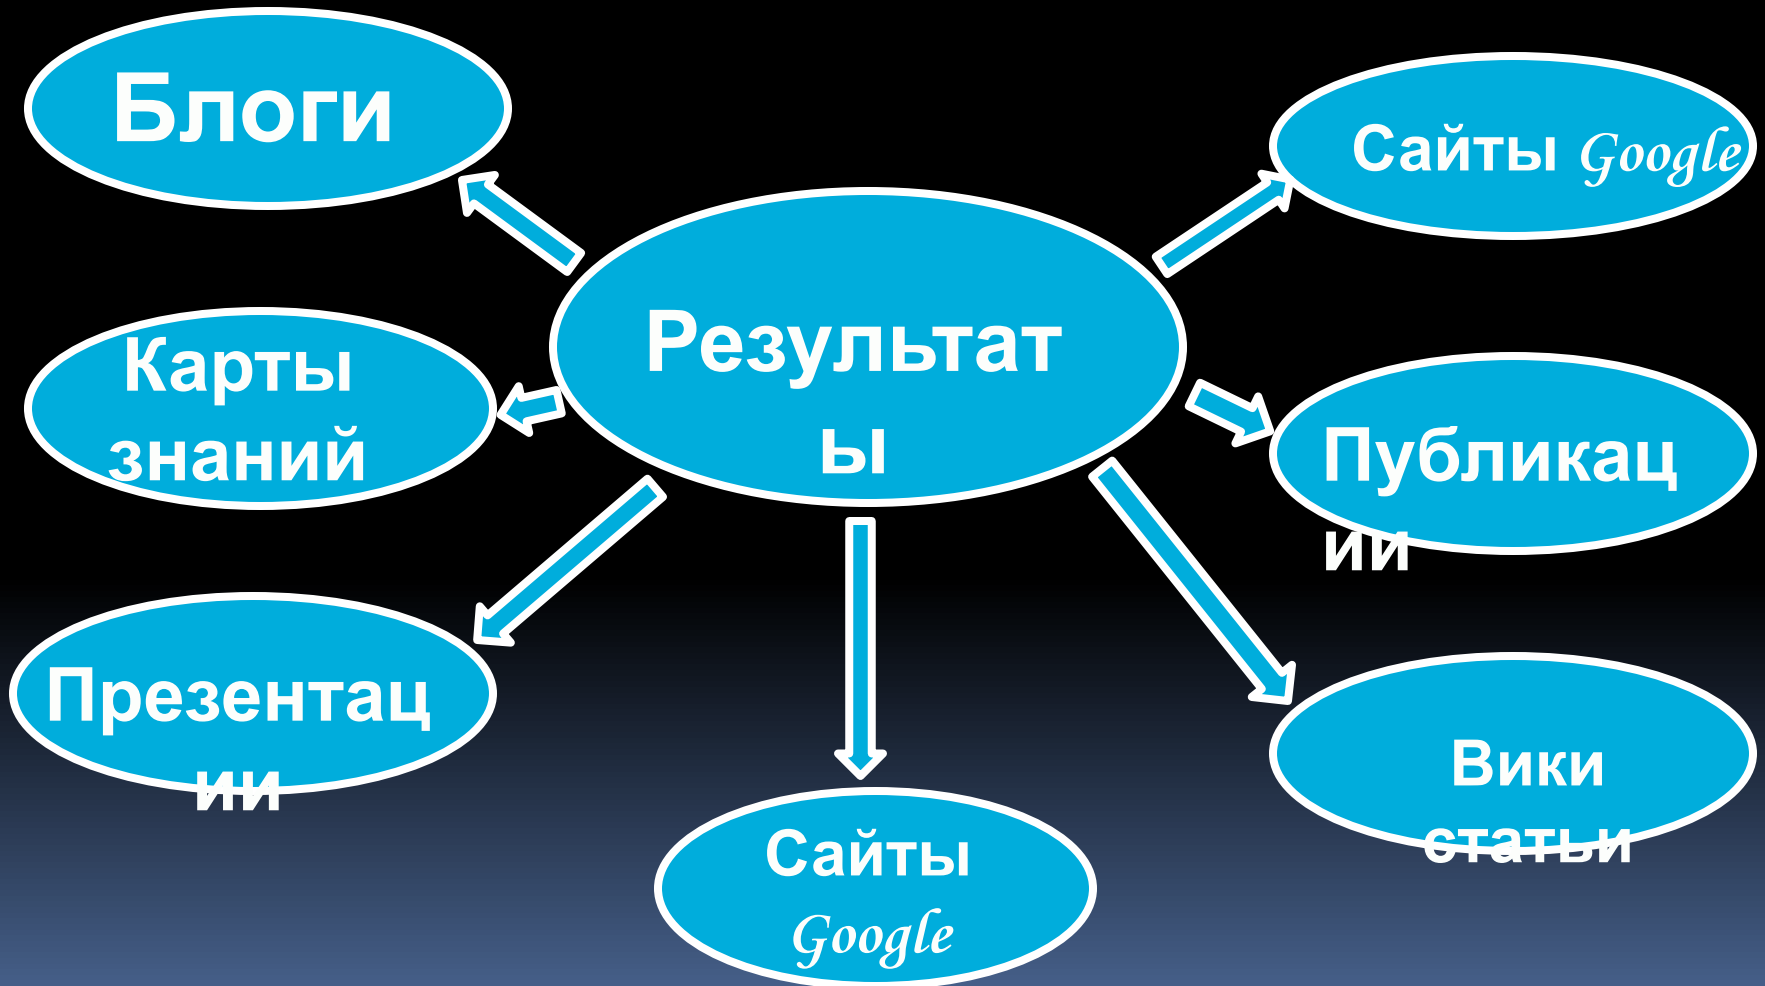 Блоги
Сайты Google
Результат
ы
Карты
знаний
Публикац
ии
Презентац
ии
Вики
статьи
Сайты
Google